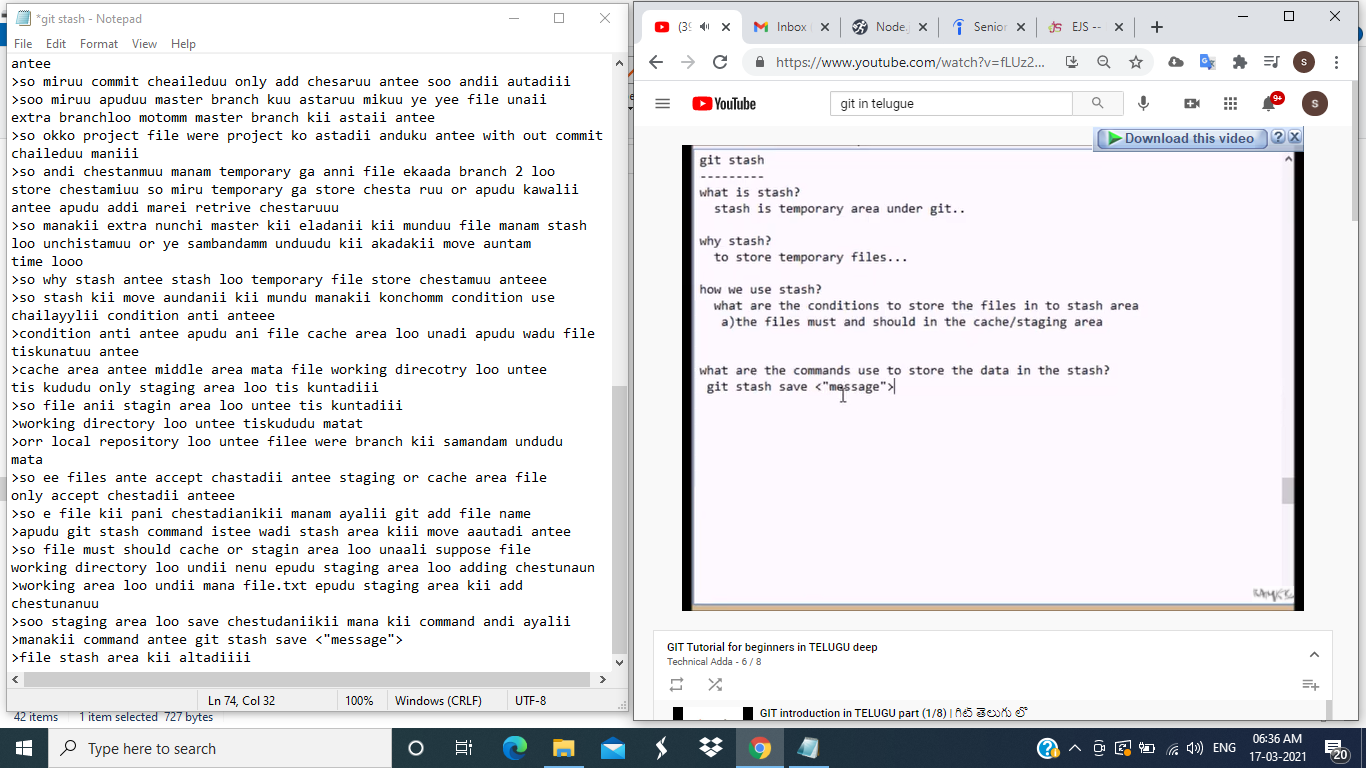 *git stash - Notepad
File Edit Format View Help
antee
>so miruu commit cheaileduu only add chesaruu antee soo andii autadiii
>soo miruu apuduu master branch kuu astaruu mikuu ye yee file unaii
extra branchloo motomm master branch kii astaii antee
>so okko project file were project ko astadii anduku antee with out commit
chaileduu maniii
>so andi chestanmuu manam temporary ga anni file ekaada branch 2 loo
store chestamiuu so miru temporary ga store chesta ruu or apudu kawalii
antee apudu addi marei retrive chestaruuu
>so manakii extra nunchi master kii eladanii kii munduu file manam stash
loo unchistamuu or ye sambandamm unduudu kii akadakii move auntam
time looo
>so why stash antee stash loo temporary file store chestamuu anteee
>so stash kii move aundanii kii mundu manakii konchomm condition use
chailayylii condition anti anteee
>condition anti antee apudu ani file cache area loo unadi apudu wadu file
tiskunatuu antee
>cache area antee middle area mata file working direcotry loo untee
tis kududu only staging area loo tis kuntadiii
>so file anii stagin area loo untee tis kuntadiii
>working directory loo untee tiskududu matat
>orr local repository loo untee filee were branch kii samandam undudu
mata
>so ee files ante accept chastadii antee staging or cache area file
only accept chestadii anteee
>so e file kii pani chestadianikii manam ayalii git add file name
>apudu git stash command istee wadi stash area kiii move aautadi antee
>so file must should cache or stagin area loo unaali suppose file
working directory loo undii nenu epudu staging area loo adding chestunaun
>working area loo undii mana file.txt epudu staging area kii add
chestunanuu
>soo staging area loo save chestudaniikii mana kii command andi ayalii
>manakii command antee git stash save <"message">
>file stash area kii altadiiii
Ln 74, Col 32 100% Windows (CRLF) UTF-8
42 items 1 item selected 727 bytes
(39 Inbox Node. Senior EJS --
https://www.youtube.com/watch?v=fLUz2...
S
YouTube
git in telugue
9+
S
Download this video ? X
git stash
---------
what is stash?
stash is temporary area under git..
why stash?
to store temporary files...
how we use stash?
what are the conditions to store the files in to stash area
a)the files must and should in the cache/staging area
what are the commands use to store the data in the stash?
git stash save <"message">
GIT Tutorial for beginners in TELUGU deep
Technical Adda - 6 / 8
GIT introduction in TELUGU part (1/8) | గిట్ తెలుగు లో
Type here to search
ENG
06:36 AM
17-03-2021
20